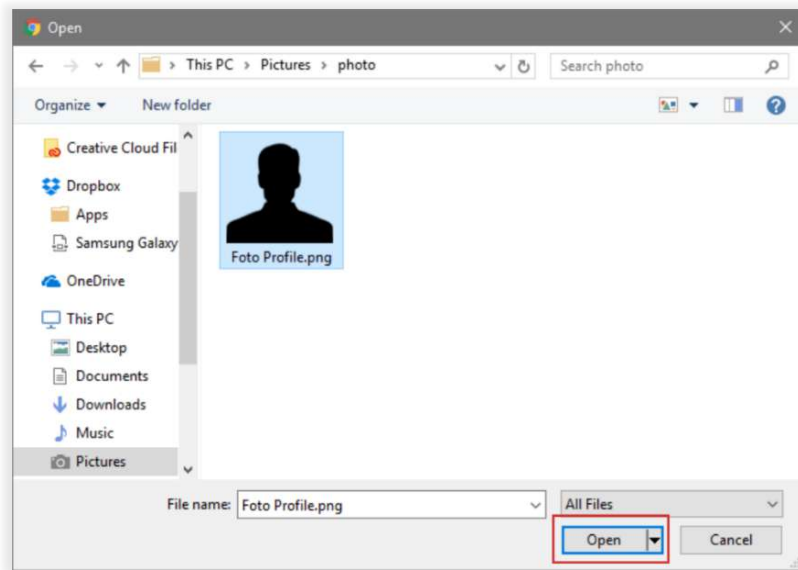 Open
This PC > Pictures > photo
Search photo
Organize
New folder
Creative Cloud Fil
Dropbox
Apps
Samsung Galaxy
OneDrive
This PC
Desktop
Documents
Downloads
Music
Pictures
Foto Profile.png
File name: Foto Profile.png
All Files
Open
Cancel